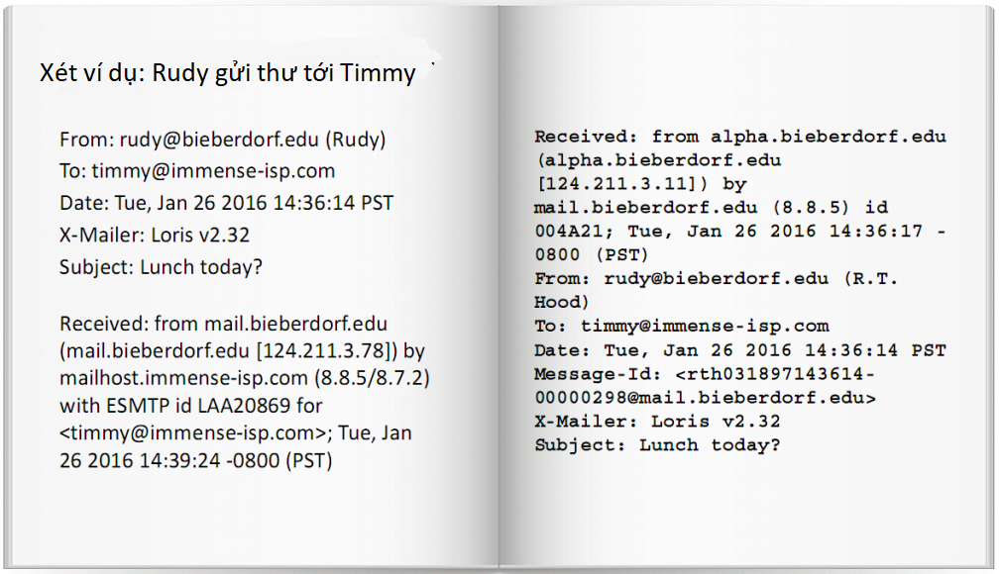 Xét ví dụ: Rudy gửi thư tới Timmy
From: rudy@bieberdorf.edu (Rudy)
To: timmy@immense-isp.com
Date: Tue, Jan 26 2016 14:36:14 PST
X-Mailer: Loris v2.32
Subject: Lunch today?
Received: from mail.bieberdorf.edu
(mail.bieberdorf.edu [124.211.3.78]) by
mailhost.immense-isp.com (8.8.5/8.7.2)
with ESMTP id LAA20869 for
<timmy@immense-isp.com>; Tue, Jan
26 2016 14:39:24 -0800 (PST)
Received: from alpha.bieberdorf.edu
(alpha.bieberdorf.edu
[124.211.3.11]) by
mail.bieberdorf.edu (8.8.5) id
004A21; Tue, Jan 26 2016 14:36:17 -
0800 (PST)
From: rudy@bieberdorf.edu (R.T.
Hood)
To: timmy@immense-isp.com
Date: Tue, Jan 26 2016 14:36:14 PST
Message-Id: <rth031897143614-
00000298@mail.bieberdorf.edu>
X-Mailer: Loris v2.32
Subject: Lunch today?